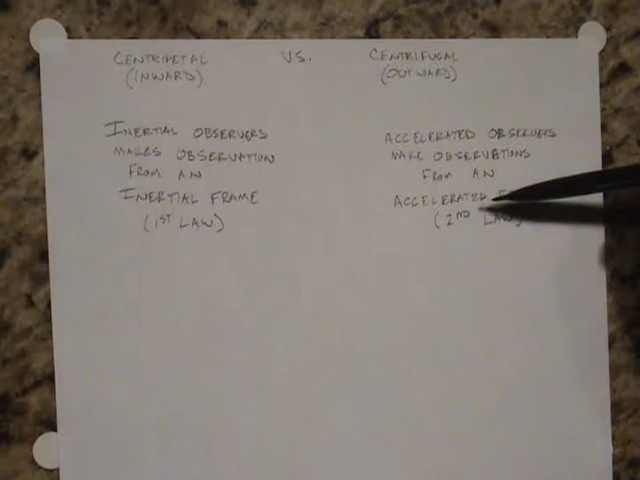 CENTRIPETAL VS. CENTRIFUGAL
(INWARD) (OUTWARD)
INERTIAL OBSERVERS
MAKES OBSERVATION
FROM AN
INERTIAL FRAME
(1ST LAW)
ACCELERATED OBSERVERS
MAKE OBSERVATIONS
FROM AN
ACCELERATED
(2ND LAW)